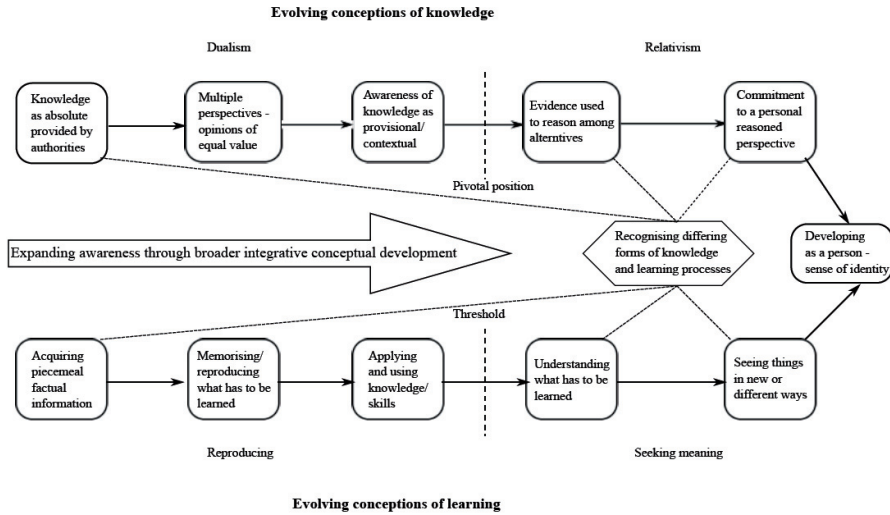 Evolving conceptions of knowledge
Dualism
Relativism
Knowledge
as absolute
provided by
authorities
Multiple
perspectives -
opinions of
equal value
Awareness of
knowledge as
provisional/
contextual
Evidence used
to reason among
alterntives
Commitment
to a personal
reasoned
perspective
Pivotal position
Expanding awareness through broader integrative conceptual development
Recognising differing
forms of knowledge
and learning processes
Developing
as a person -
sense of identity
Threshold
Acquiring
piecemeal
factual
information
Memorising/
reproducing
what has to be
learned
Applying
and using
knowledge/
skills
Understanding
what has to be
learned
Seeing things
in new or
different ways
Reproducing
Seeking meaning
Evolving conceptions of learning